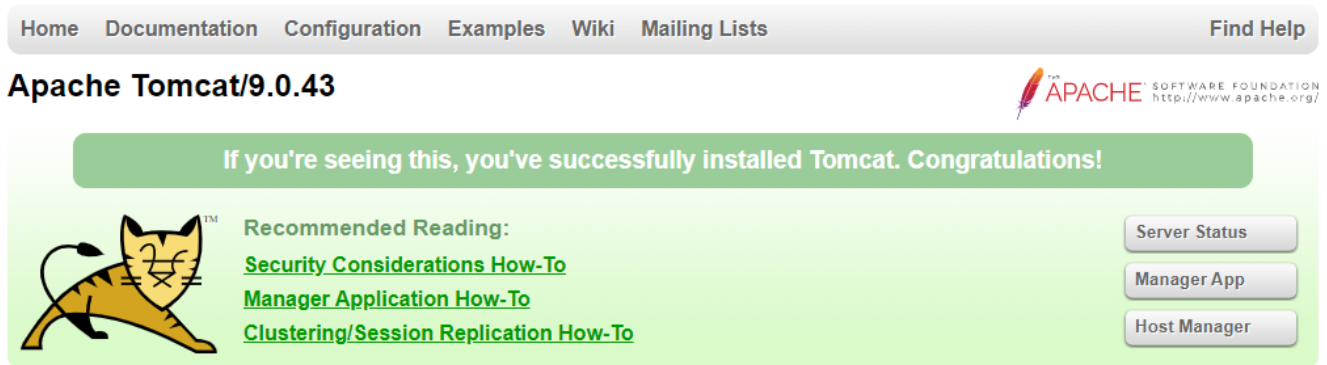 Home Documentation Configuration Examples Wiki Mailing Lists Find Help
Apache Tomcat/9.0.43
THE
APACHE SOFTWARE FOUNDATION
http://www.apache.org/
If you're seeing this, you've successfully installed Tomcat. Congratulations!
TM
Recommended Reading:
Security Considerations How-To
Manager Application How-To
Clustering/Session Replication How-To
Server Status
Manager App
Host Manager